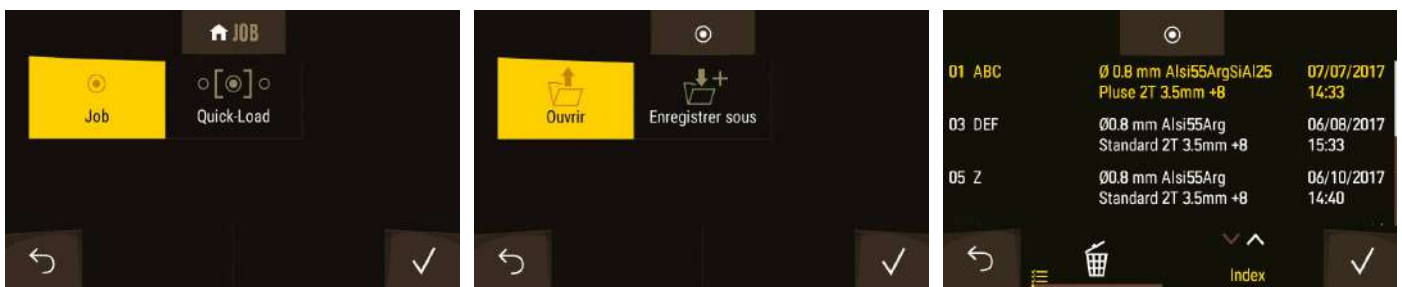 JOB
Job
Quick-Load
Ouvrir
Enregistrer sous
01 ABC Ø 0.8 mm Alsi55ArgSiAl25 07/07/2017
Pluse 2T 3.5mm +8 14:33
03 DEF Ø0.8 mm Alsi55Arg 06/08/2017
Standard 2T 3.5mm +8 15:33
05 Z Ø0.8 mm Alsi55Arg 06/10/2017
Standard 2T 3.5mm +8 14:40
Index